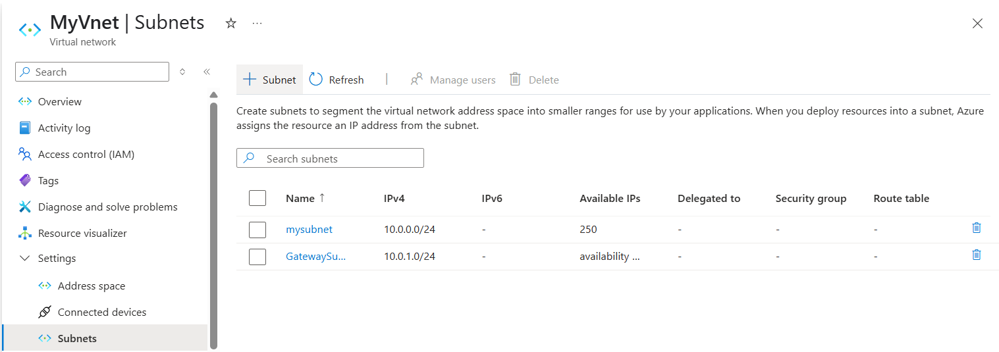 MyVnet | Subnets ☆ ...
Virtual network
Search
Overview
Activity log
Access control (IAM)
Tags
Diagnose and solve problems
Resource visualizer
Settings
Address space
Connected devices
Subnets
+ Subnet Refresh | Manage users Delete
Create subnets to segment the virtual network address space into smaller ranges for use by your applications. When you deploy resources into a subnet, Azure
assigns the resource an IP address from the subnet.
Search subnets
Name ↑ IPv4 IPv6 Available IPs Delegated to Security group Route table
mysubnet 10.0.0.0/24 - 250 - - -
GatewaySu... 10.0.1.0/24 - availability ... - - -